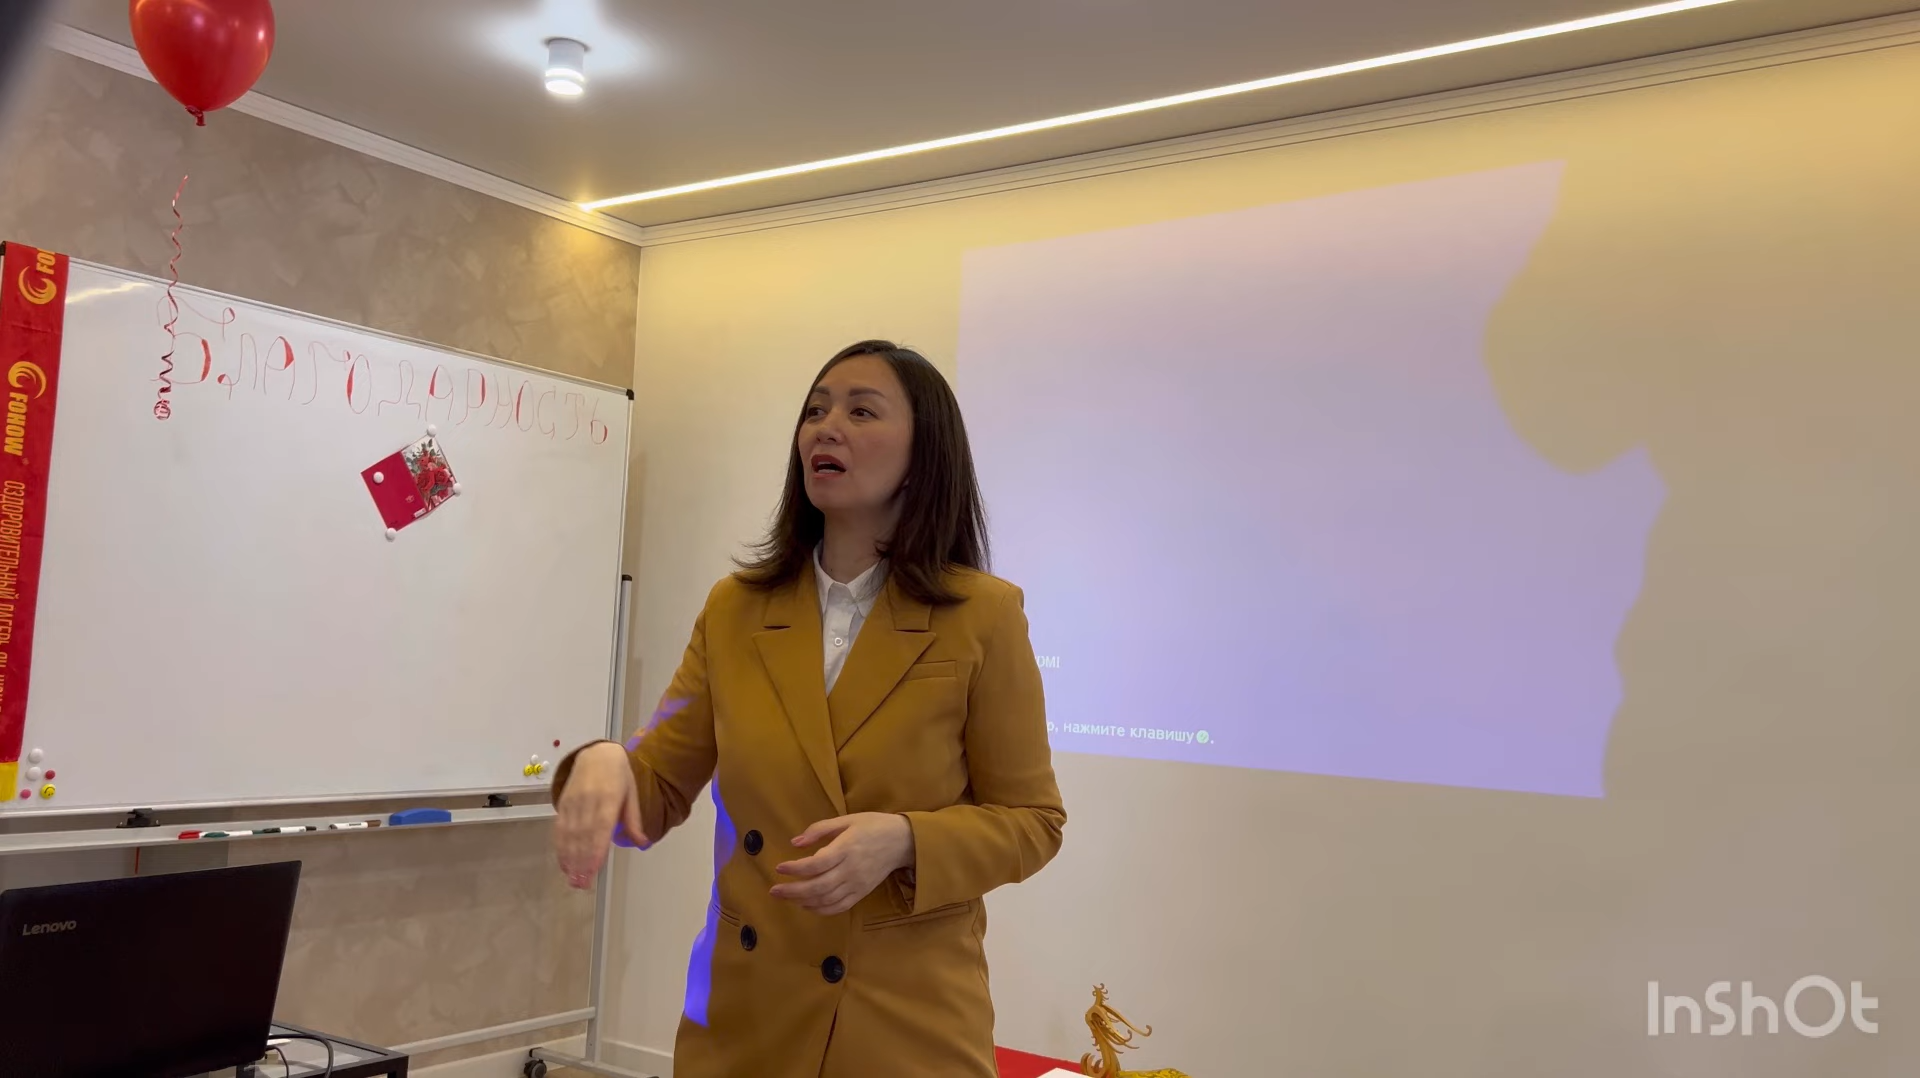 БЛАГОДАРНОСТЬ
FOHOW
ОЗДОРОВИТЕЛЬНЫЙ ЛАГЕРЬ
нажмите клавишу
Lenovo
InShOt